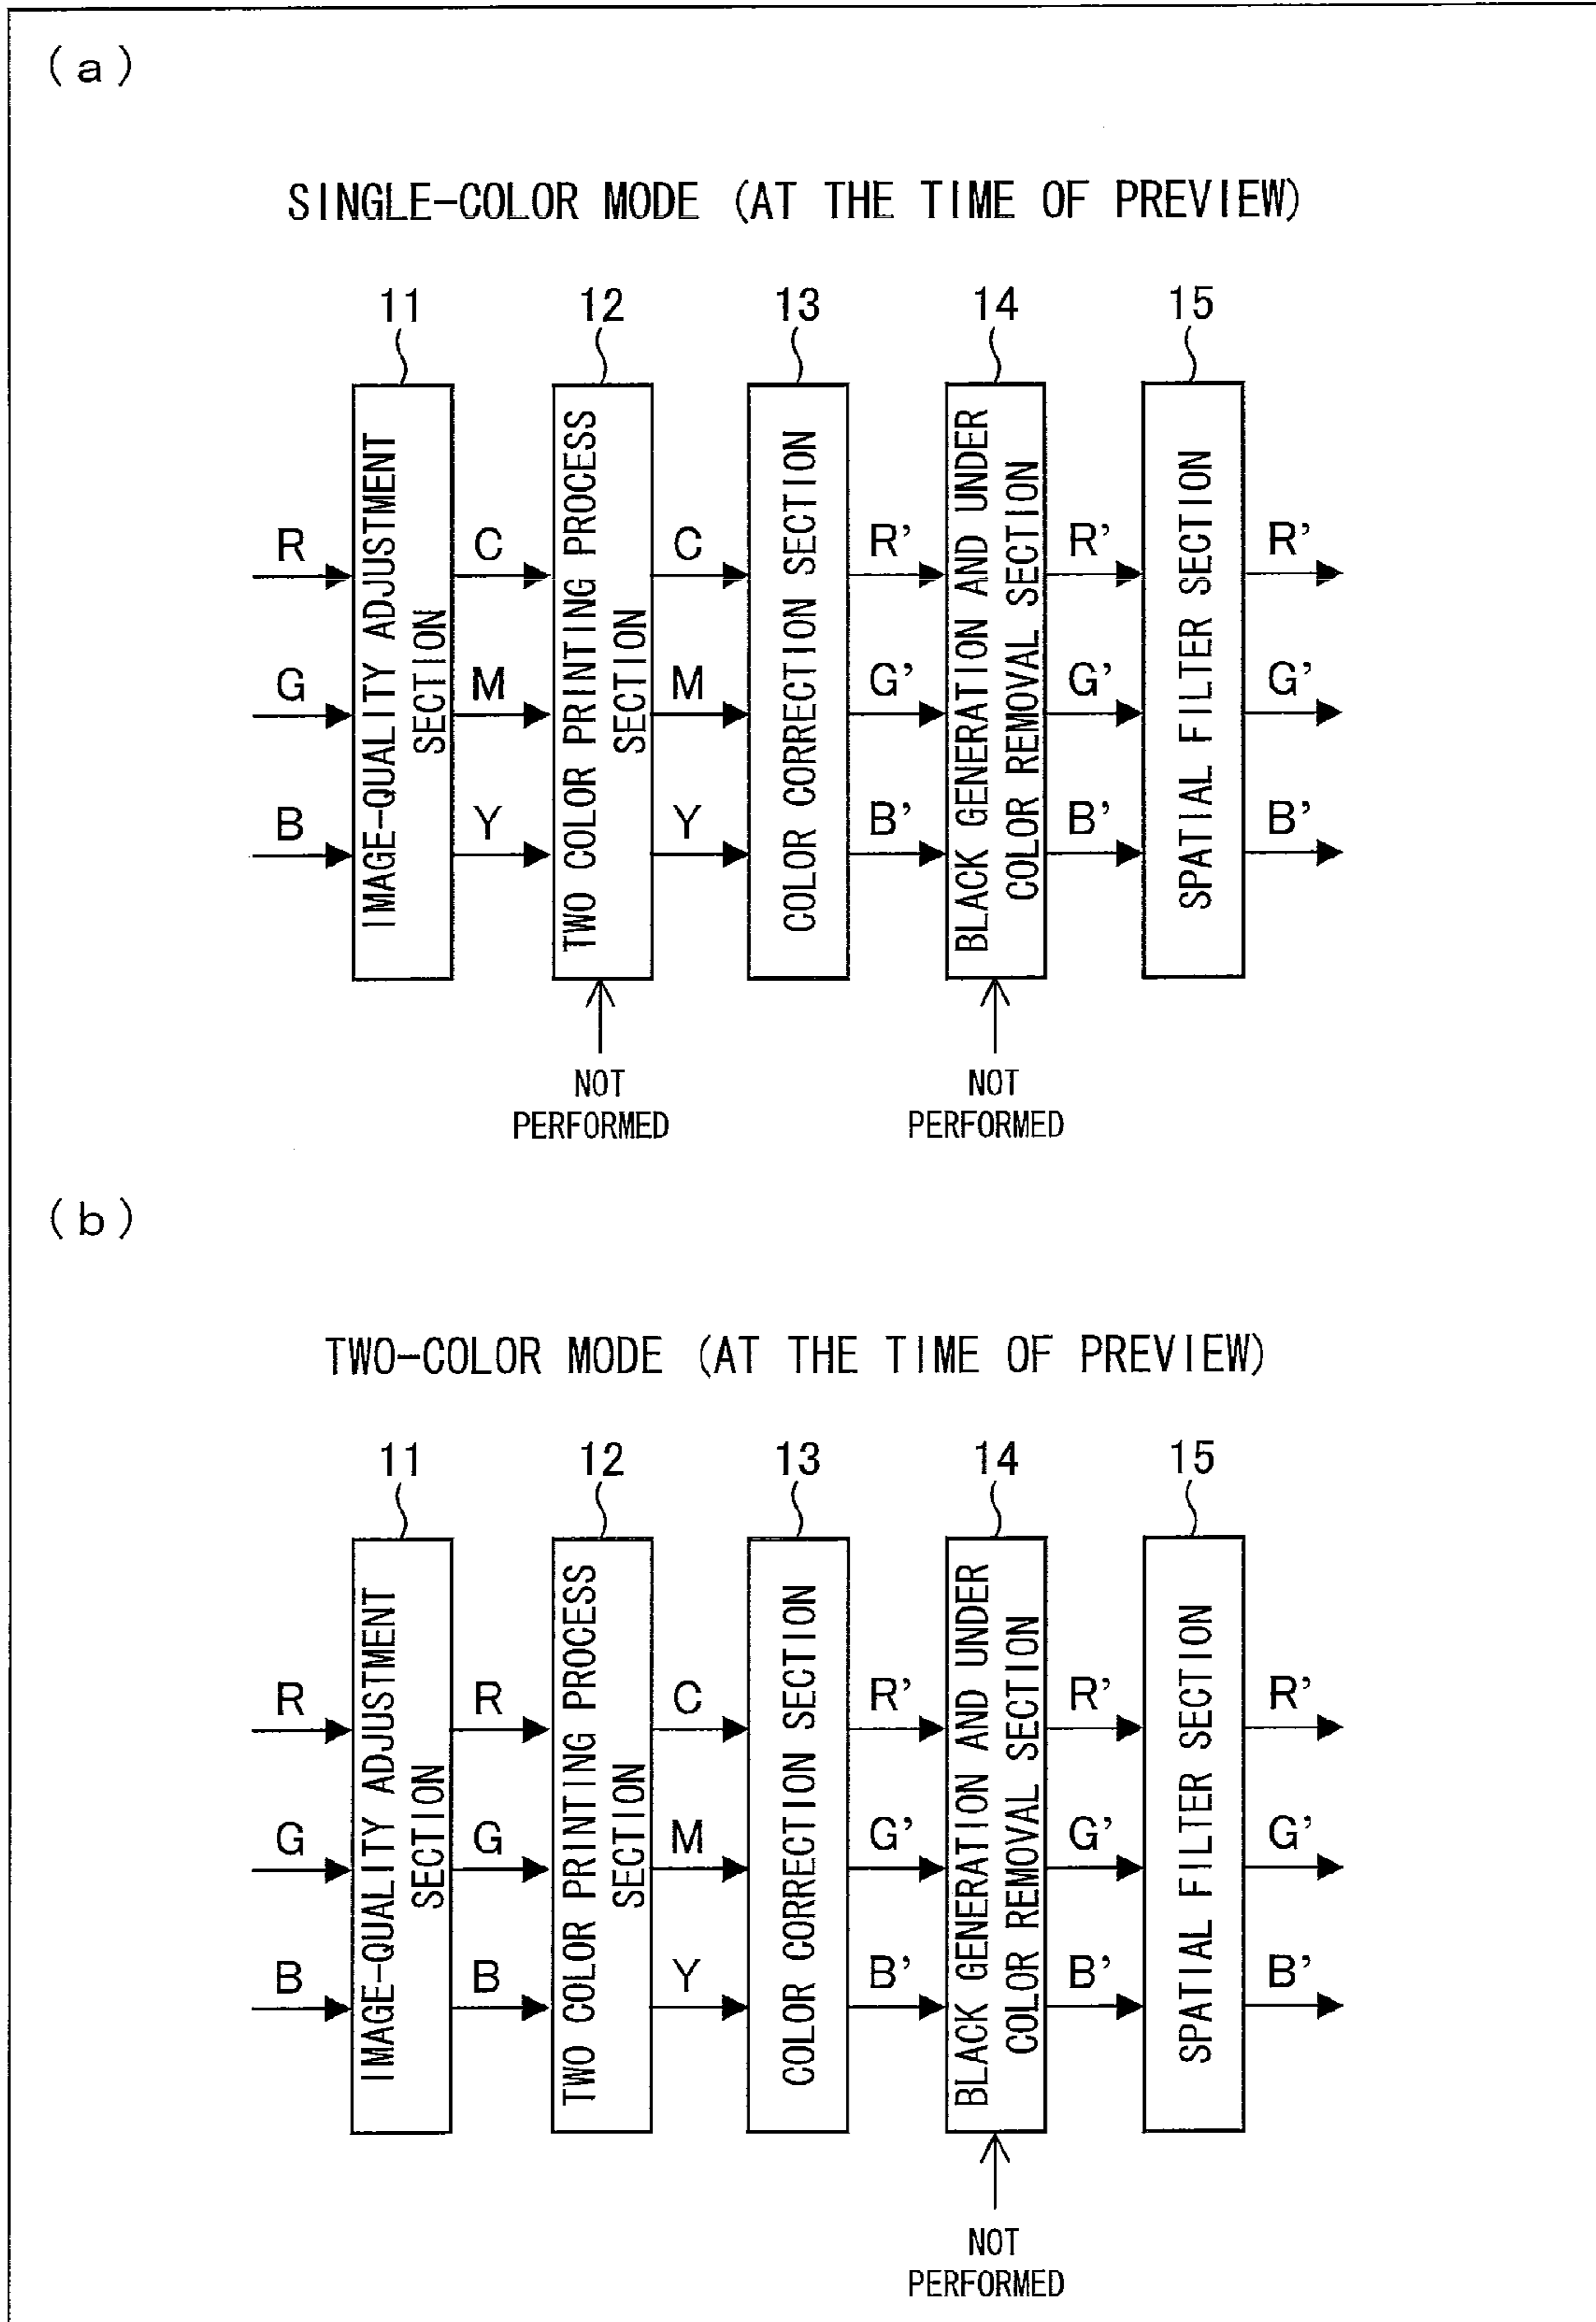 (a)
SINGLE-COLOR MODE (AT THE TIME OF PREVIEW)
11 12 13 14 15
IMAGE-QUALITY ADJUSTMENT
SECTION
TWO COLOR PRINTING PROCESS
SECTION
COLOR CORRECTION SECTION
BLACK GENERATION AND UNDER
COLOR REMOVAL SECTION
SPATIAL FILTER SECTION
R C C R' R' R'
G M M G' G' G'
B Y Y B' B' B'
NOT
PERFORMED
NOT
PERFORMED
(b)
TWO-COLOR MODE (AT THE TIME OF PREVIEW)
11 12 13 14 15
IMAGE-QUALITY ADJUSTMENT
SECTION
TWO COLOR PRINTING PROCESS
SECTION
COLOR CORRECTION SECTION
BLACK GENERATION AND UNDER
COLOR REMOVAL SECTION
SPATIAL FILTER SECTION
R R C R' R' R'
G G M G' G' G'
B B Y B' B' B'
NOT
PERFORMED